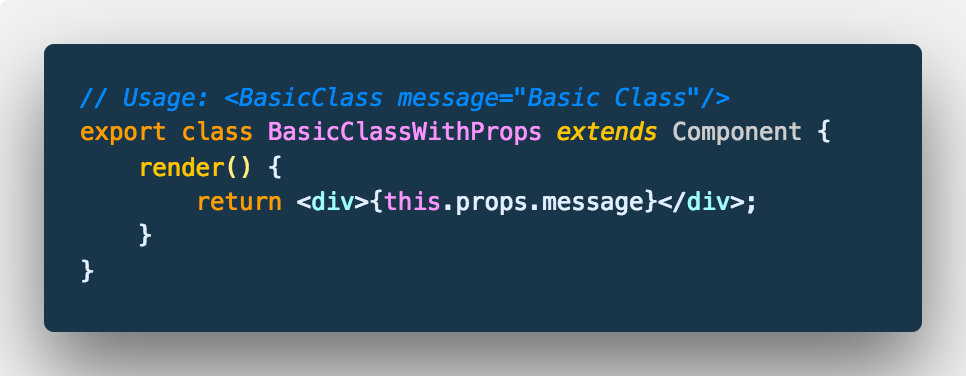 // Usage: <BasicClass message="Basic Class"/>
export class BasicClassWithProps extends Component {
    render() {
        return <div>{this.props.message}</div>;
    }
}